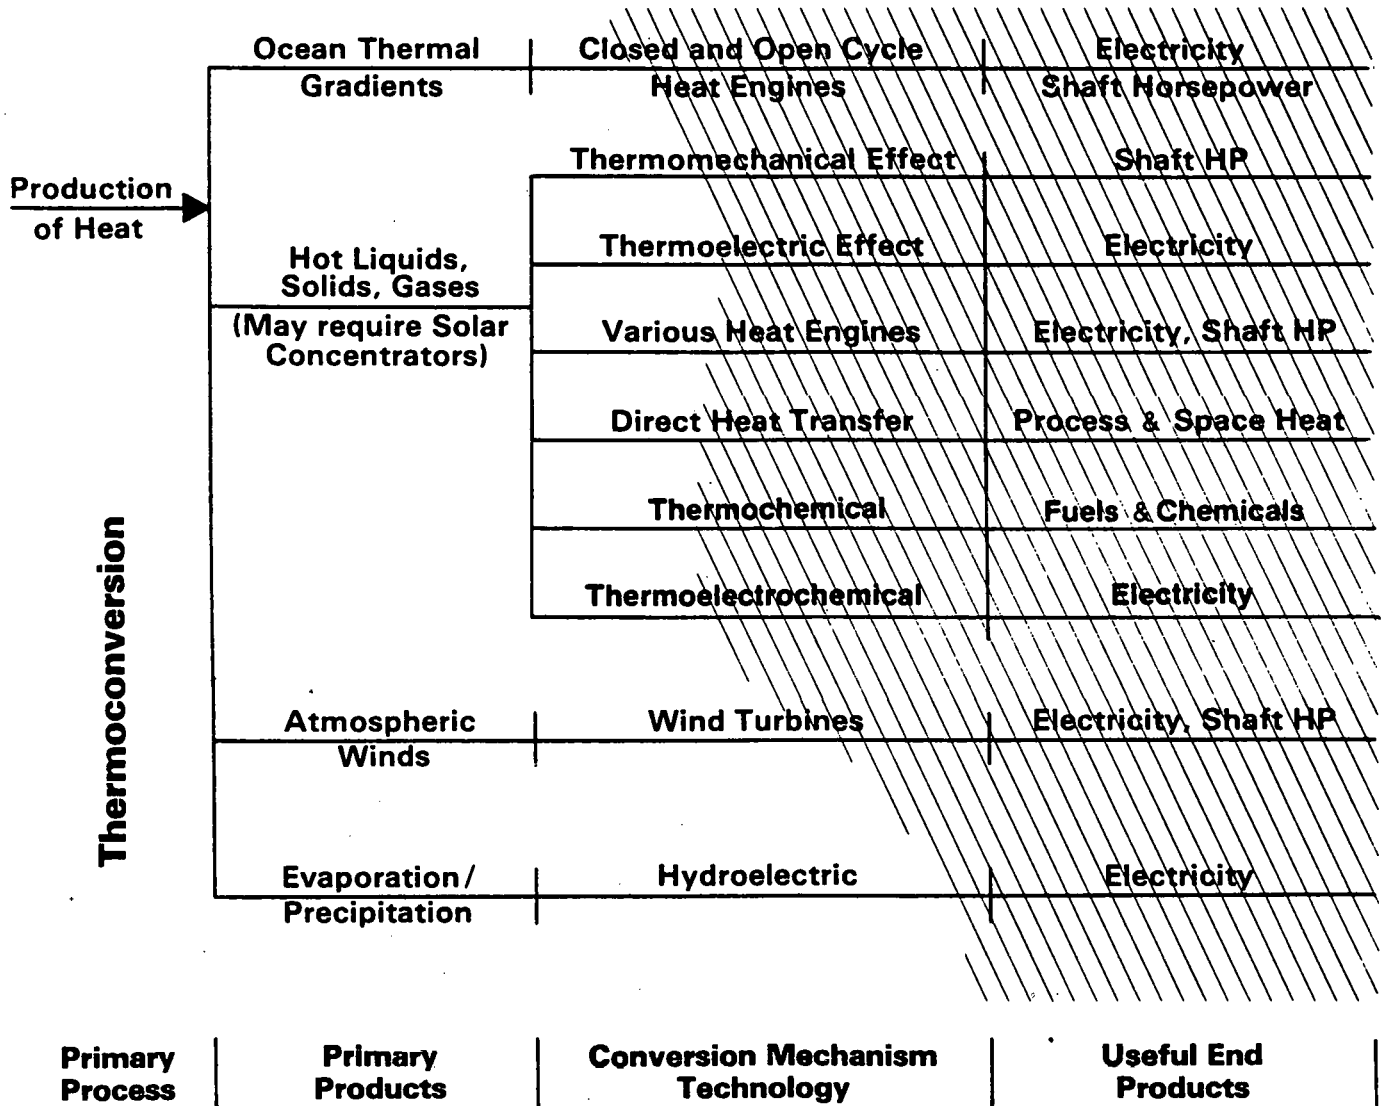 Ocean Thermal
Gradients
Closed and Open Cycle
Heat Engines
Electricity
Shaft Horsepower
Production
of Heat
Hot Liquids,
Solids, Gases
(May require Solar
Concentrators)
Thermomechanical Effect
Shaft HP
Thermoelectric Effect
Electricity
Various Heat Engines
Electricity, Shaft HP
Direct Heat Transfer
Process & Space Heat
Thermochemical
Fuels & Chemicals
Thermoelectrochemical
Electricity
Thermoconversion
Atmospheric
Winds
Wind Turbines
Electricity, Shaft HP
Evaporation/
Precipitation
Hydroelectric
Electricity
Primary
Process
Primary
Products
Conversion Mechanism
Technology
Useful End
Products